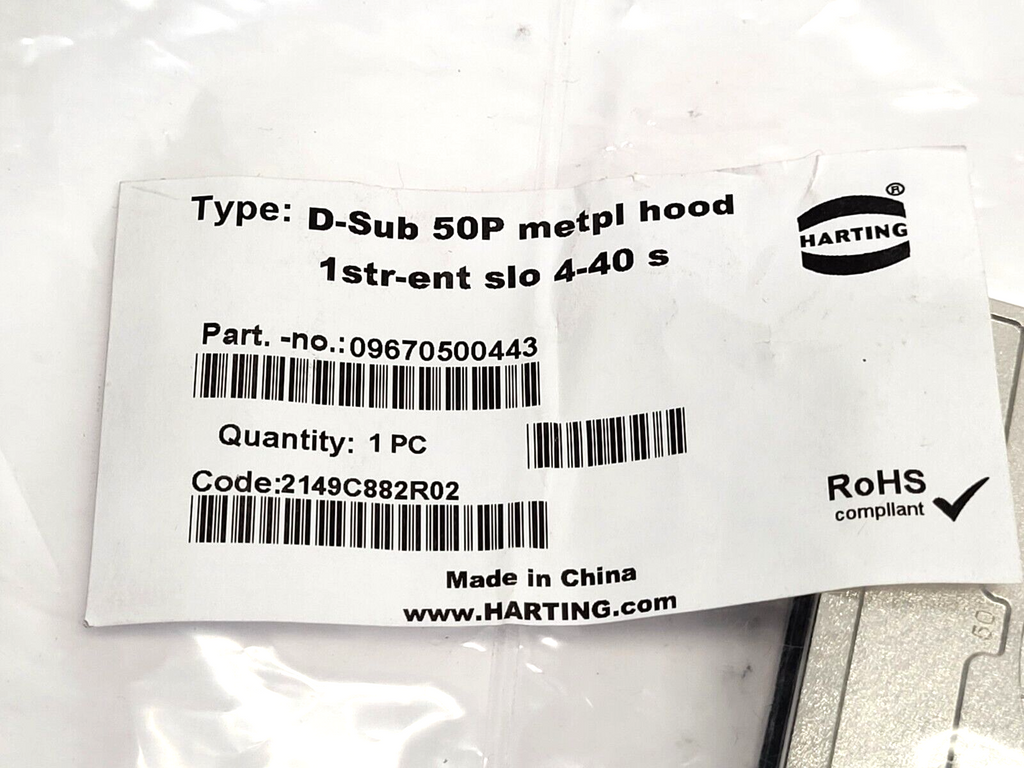 Type: D-Sub 50P metpl hood
1str-ent slo 4-40 s
®
HARTING
Part. -no.:09670500443
Quantity: 1 PC
Code:2149C882R02
RoHS
compliant
Made in China
www.HARTING.com